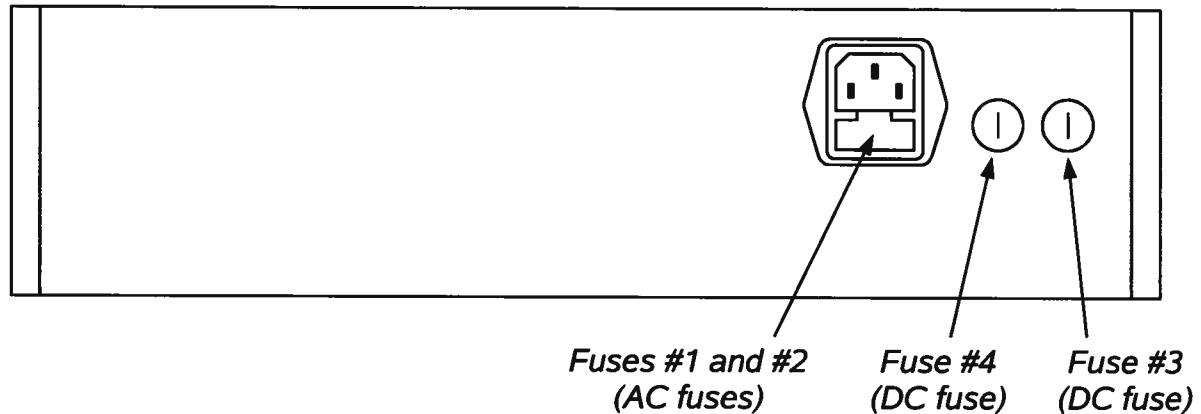 Fuses #1 and #2
(AC fuses)
Fuse #4
(DC fuse)
Fuse #3
(DC fuse)